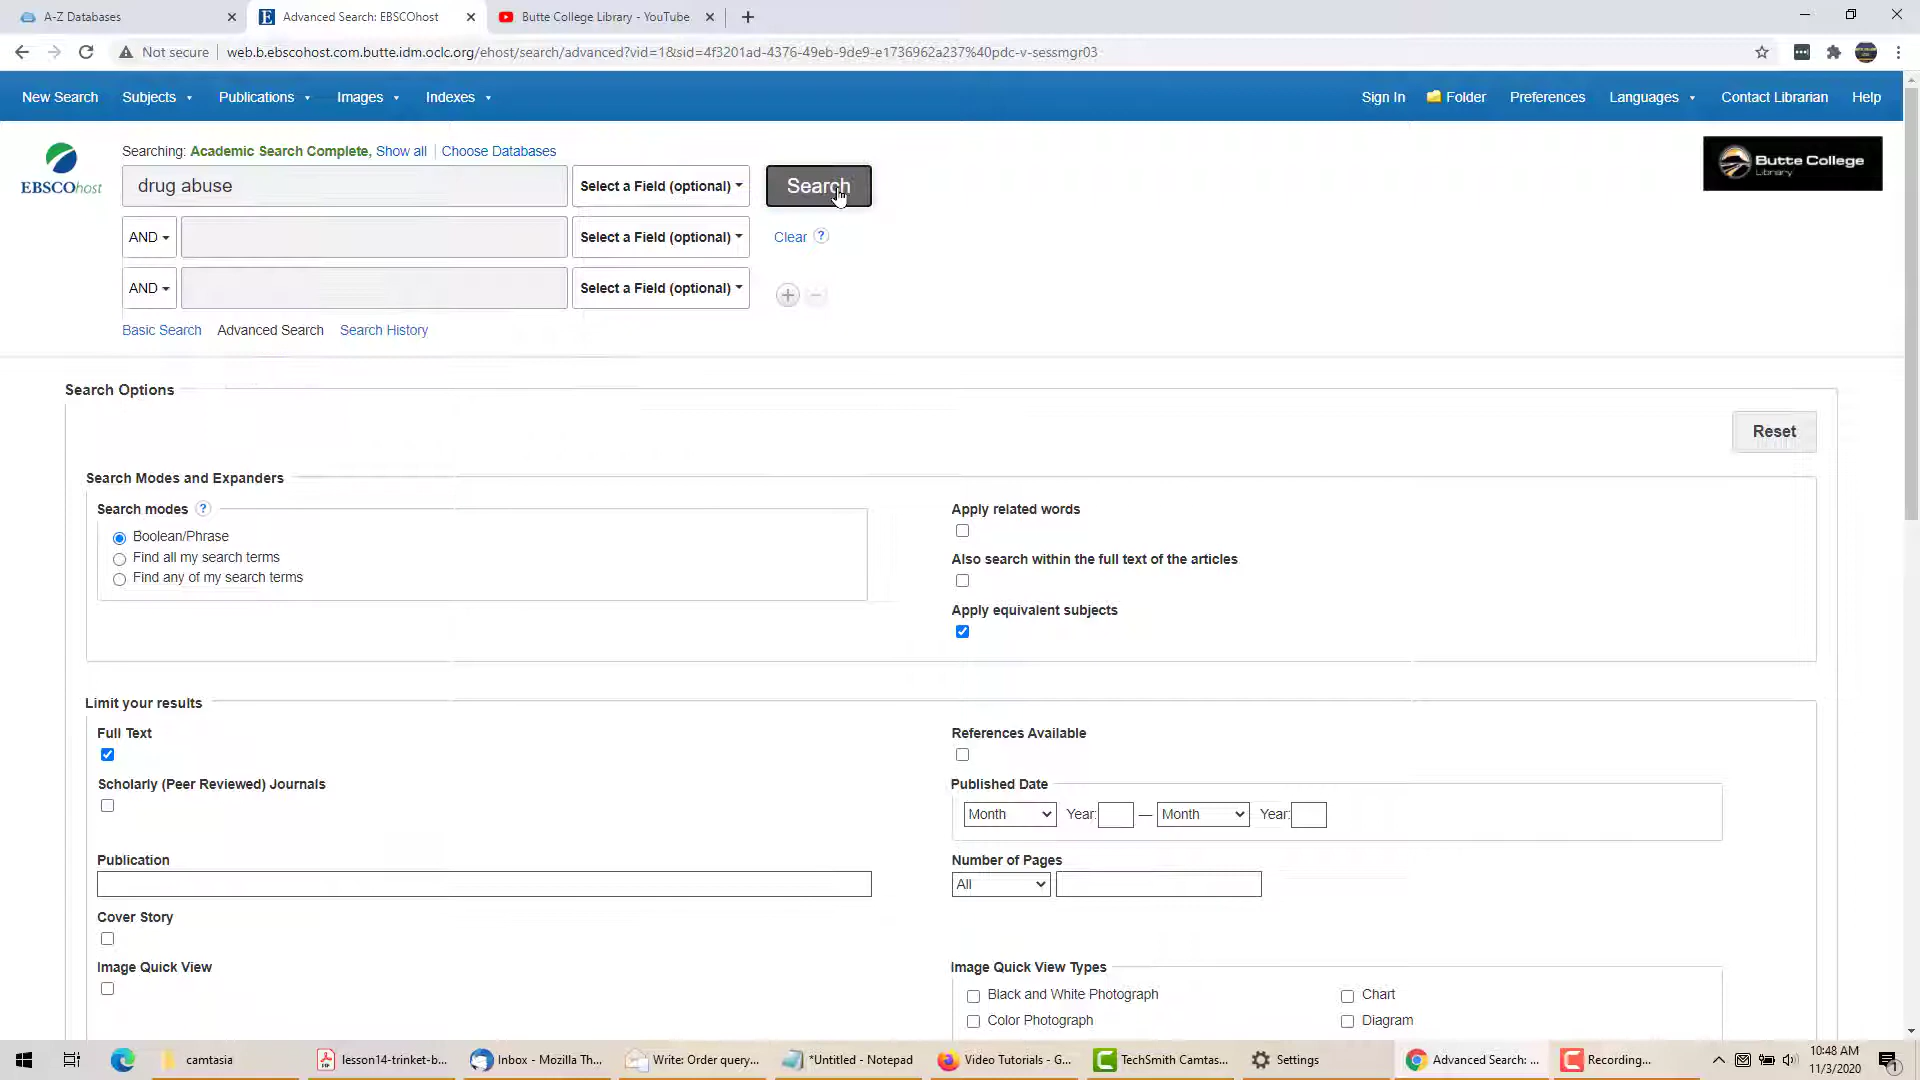 A-Z Databases
Advanced Search: EBSCOhost
Butte College Library - YouTube
Not secure
web.b.ebscohost.com.butte.idm.oclc.org/ehost/search/advanced?vid=1&sid=4f3201ad-4376-49eb-9de9-e1736962a237%40pdc-v-sessmgr03
New Search Subjects Publications Images Indexes Sign In Folder Preferences Languages Contact Librarian Help
Searching: Academic Search Complete, Show all Choose Databases
EBSCOhost
drug abuse Select a Field (optional) Search
Butte College
Library
AND Select a Field (optional) Clear ?
AND Select a Field (optional)
Basic Search Advanced Search Search History
Search Options
Reset
Search Modes and Expanders
Search modes ?
Boolean/Phrase
Find all my search terms
Find any of my search terms
Apply related words
Also search within the full text of the articles
Apply equivalent subjects
Limit your results
Full Text
References Available
Scholarly (Peer Reviewed) Journals
Published Date
Month Year: — Month Year:
Publication
Number of Pages
All
Cover Story
Image Quick View
Image Quick View Types
Black and White Photograph
Chart
Color Photograph
Diagram
camtasia
lesson14-trinket-b...
Inbox - Mozilla Th...
Write: Order query...
*Untitled - Notepad
Video Tutorials - G...
TechSmith Camtas...
Settings
Advanced Search: ...
Recording...
10:48 AM
11/3/2020
1